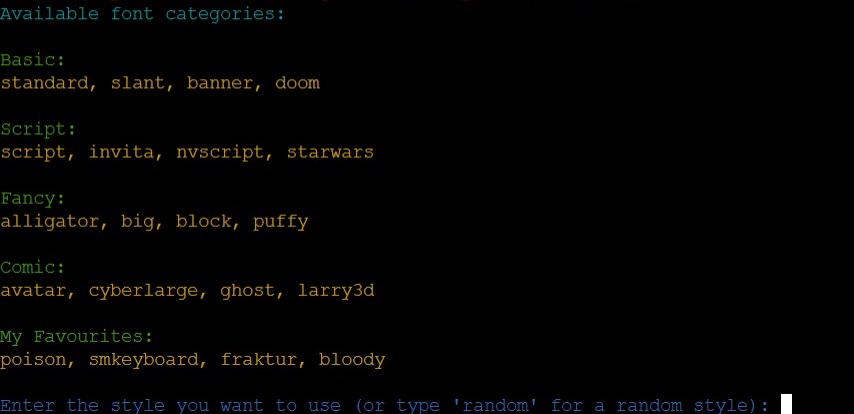 Available font categories:
Basic:
standard, slant, banner, doom
Script:
script, invita, nvscript, starwars
Fancy:
alligator, big, block, puffy
Comic:
avatar, cyberlarge, ghost, larry3d
My Favourites:
poison, smkeyboard, fraktur, bloody
Enter the style you want to use (or type 'random' for a random style):